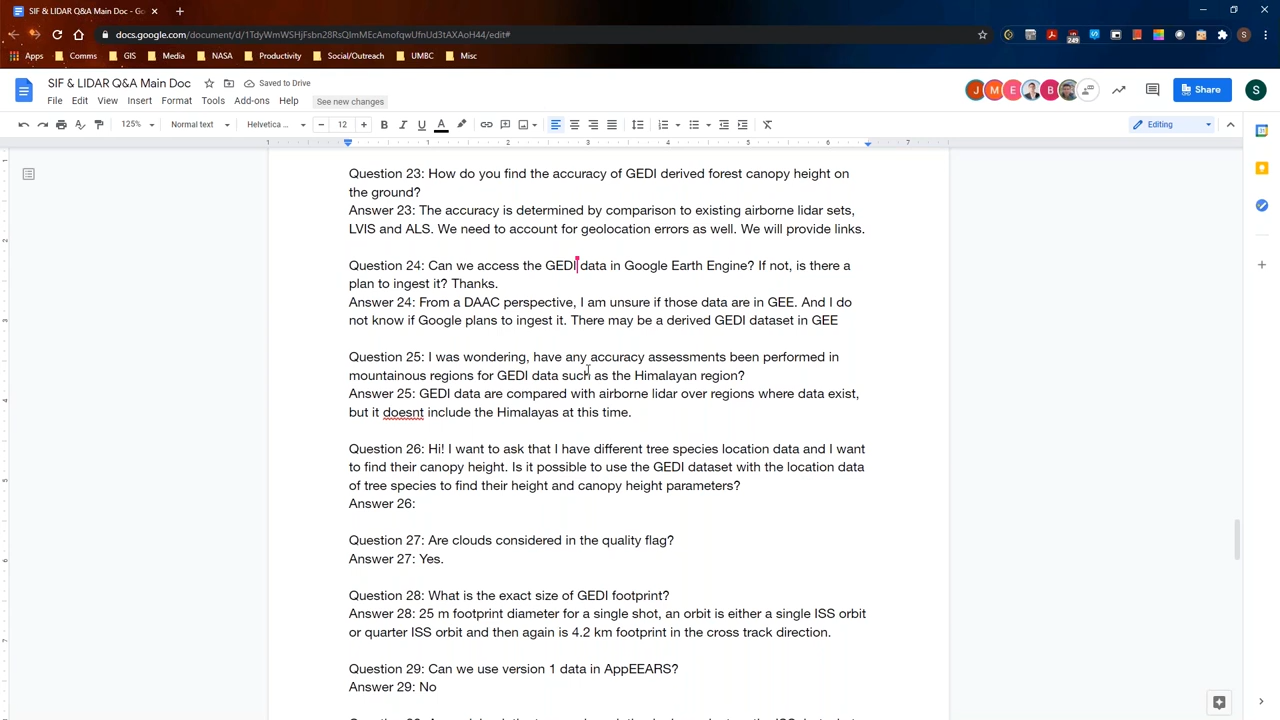 SIF & LIDAR Q&A Main Doc - Go
docs.google.com/document/d/1TdyWmWSHjFsbn28RsQImMEcAmofqwUfnUd3tAXAoH44/edit#
Apps Comms GIS Media NASA Productivity Social/Outreach UMBC Misc
249
SIF & LIDAR Q&A Main Doc Saved to Drive
File Edit View Insert Format Tools Add-ons Help See new changes
J M E B Share S
125% Normal text Helvetica ... 12 B I U A Editing
1 1 2 3 4 5 6 7
Question 23: How do you find the accuracy of GEDI derived forest canopy height on
the ground?
Answer 23: The accuracy is determined by comparison to existing airborne lidar sets,
LVIS and ALS. We need to account for geolocation errors as well. We will provide links.
Question 24: Can we access the GEDI data in Google Earth Engine? If not, is there a
plan to ingest it? Thanks.
Answer 24: From a DAAC perspective, I am unsure if those data are in GEE. And I do
not know if Google plans to ingest it. There may be a derived GEDI dataset in GEE
Question 25: I was wondering, have any accuracy assessments been performed in
mountainous regions for GEDI data such as the Himalayan region?
Answer 25: GEDI data are compared with airborne lidar over regions where data exist,
but it doesnt include the Himalayas at this time.
Question 26: Hi! I want to ask that I have different tree species location data and I want
to find their canopy height. Is it possible to use the GEDI dataset with the location data
of tree species to find their height and canopy height parameters?
Answer 26:
Question 27: Are clouds considered in the quality flag?
Answer 27: Yes.
Question 28: What is the exact size of GEDI footprint?
Answer 28: 25 m footprint diameter for a single shot, an orbit is either a single ISS orbit
or quarter ISS orbit and then again is 4.2 km footprint in the cross track direction.
Question 29: Can we use version 1 data in AppEEARS?
Answer 29: No